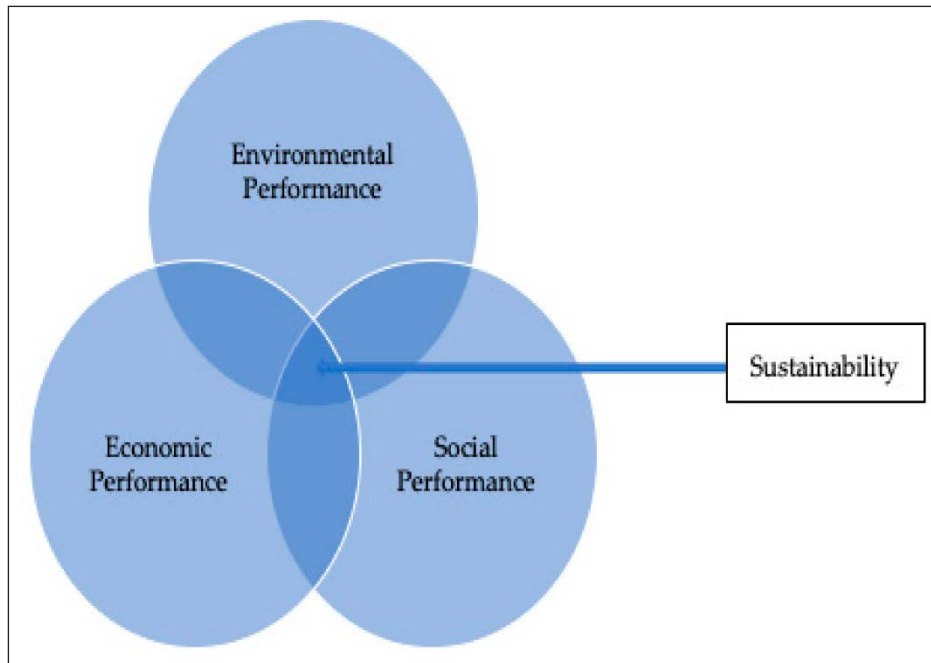 Environmental
Performance
Sustainability
Economic
Performance
Social
Performance